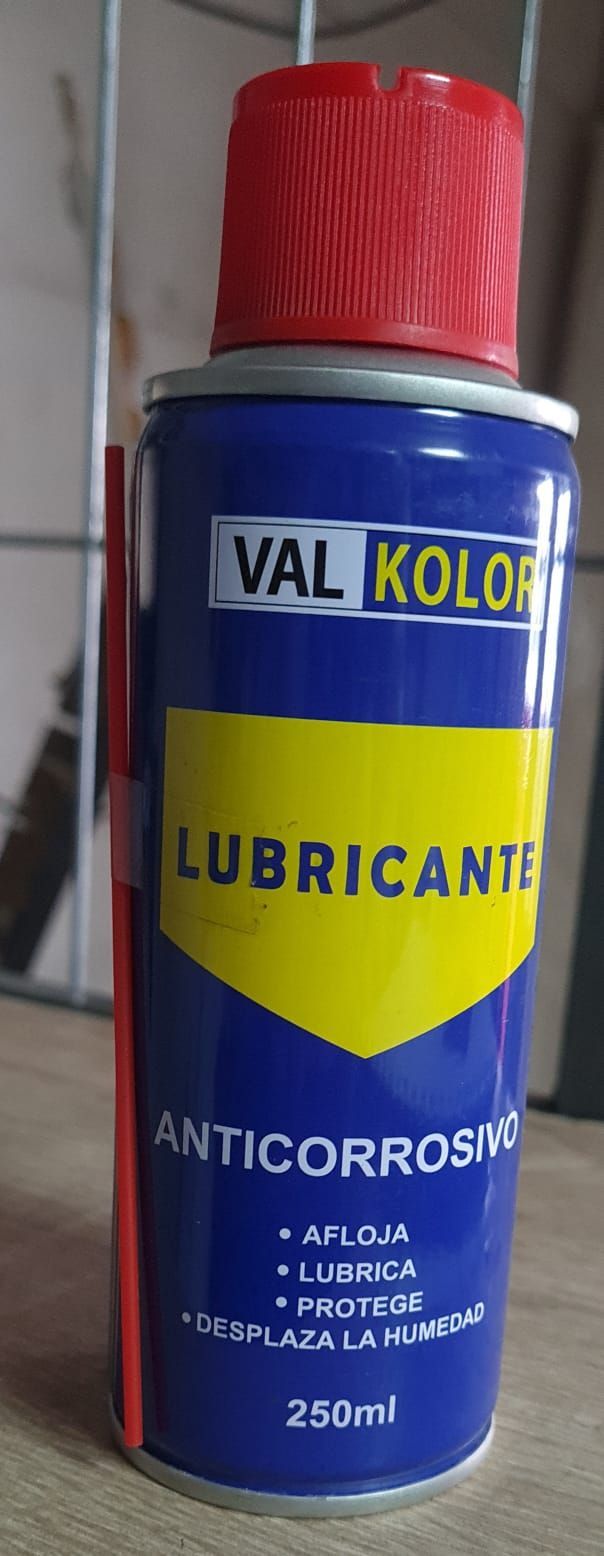 VAL KOLOR
LUBRICANTE
ANTICORROSIVO
• AFLOJA
• LUBRICA
• PROTEGE
• DESPLAZA LA HUMEDAD
250ml